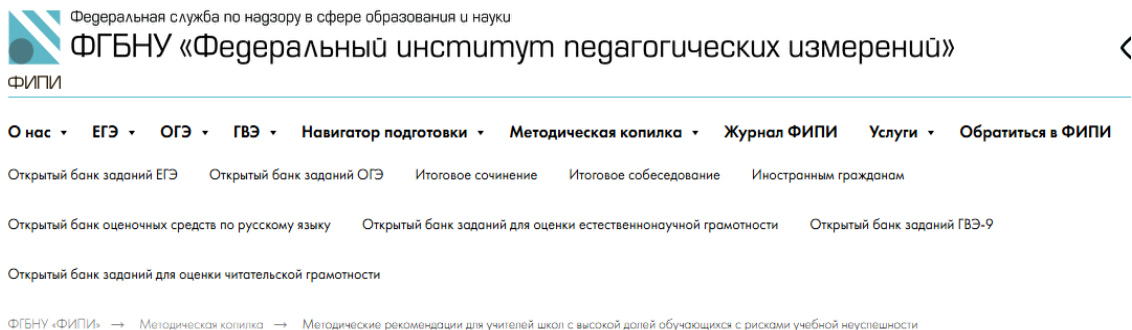 Федеральная служба по надзору в сфере образования и науки
ФГБНУ «Федеральный институт педагогических измерений»
ФИПИ
О нас ЕГЭ ОГЭ ГВЭ Навигатор подготовки Методическая копилка Журнал ФИПИ Услуги Обратиться в ФИПИ
Открытый банк заданий ЕГЭ Открытый банк заданий ОГЭ Итоговое сочинение Итоговое собеседование Иностранным гражданам
Открытый банк оценочных средств по русскому языку Открытый банк заданий для оценки естественнонаучной грамотности Открытый банк заданий ГВЭ-9
Открытый банк заданий для оценки читательской грамотности
ФГБНУ «ФИПИ» → Методическая копилка → Методические рекомендации для учителей школ с высокой долей обучающихся с рисками учебной неуспешности